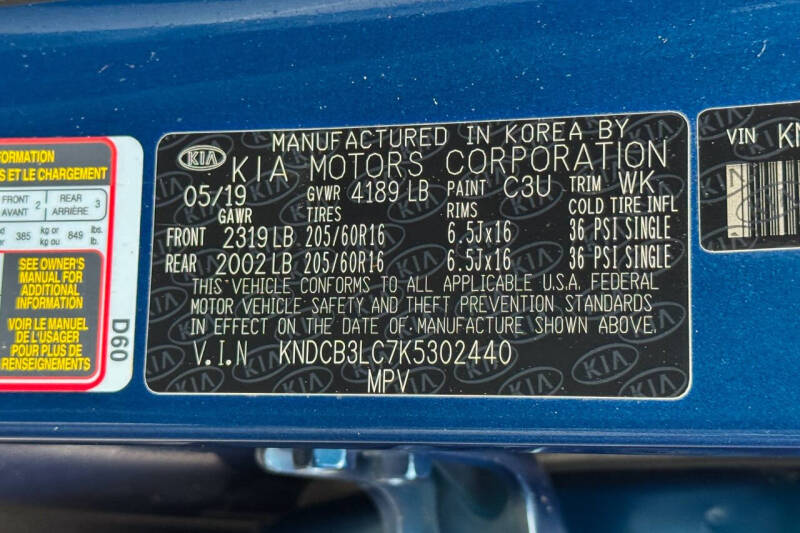 FORMATION
S ET LE CHARGEMENT
FRONT AVANT 2 REAR ARRIÈRE 3
385 kg or kg ou 849 lbs. lb.
SEE OWNER'S
MANUAL FOR
ADDITIONAL
INFORMATION
VOIR LE MANUEL
DE L'USAGER
POUR PLUS DE
RENSEIGNEMENTS
D60
MANUFACTURED IN KOREA BY
KIA KIA MOTORS CORPORATION
05/19 GVWR 4189 LB PAINT C3U TRIM WK
GAWR TIRES RIMS COLD TIRE INFL
FRONT 2319 LB 205/60R16 6.5Jx16 36 PSI SINGLE
REAR 2002 LB 205/60R16 6.5Jx16 36 PSI SINGLE
THIS VEHICLE CONFORMS TO ALL APPLICABLE U.S.A. FEDERAL
MOTOR VEHICLE SAFETY AND THEFT PREVENTION STANDARDS
IN EFFECT ON THE DATE OF MANUFACTURE SHOWN ABOVE.
V.I.N KNDCB3LC7K5302440
MPV
VIN KN